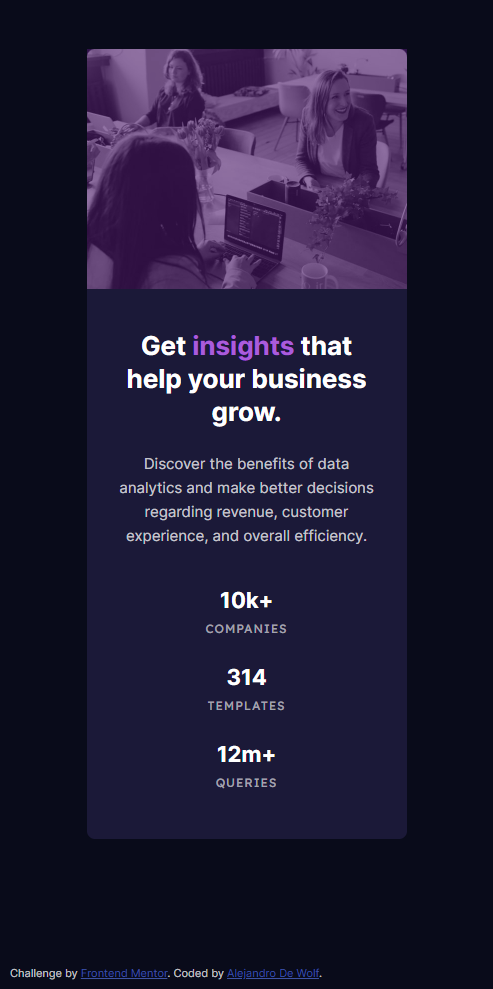 Get insights that
help your business
grow.
Discover the benefits of data
analytics and make better decisions
regarding revenue, customer
experience, and overall efficiency.
10k+
COMPANIES
314
TEMPLATES
12m+
QUERIES
Challenge by Frontend Mentor. Coded by Alejandro De Wolf.